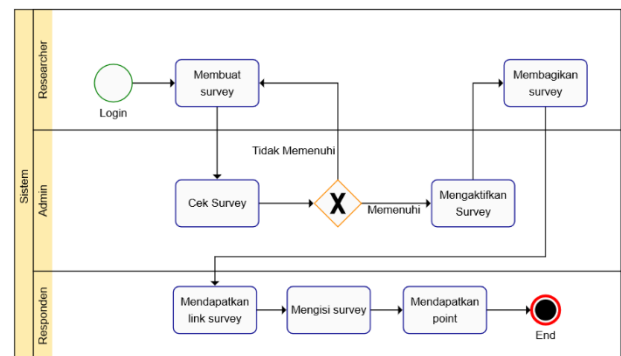 Sistem
Researcher
Login
Membuat
survey
Membagikan
survey
Tidak Memenuhi
Admin
Cek Survey
X
Memenuhi
Mengaktifkan
Survey
Responden
Mendapatkan
link survey
Mengisi survey
Mendapatkan
point
End